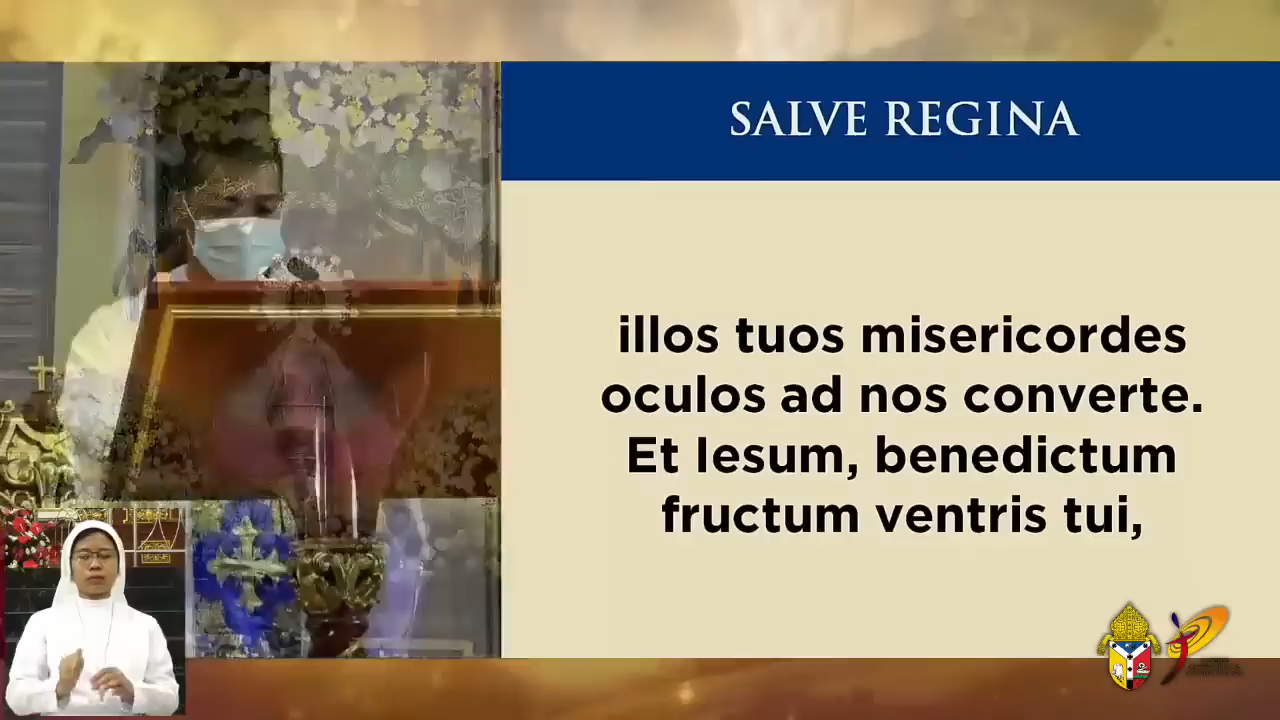 SALVE REGINA
illos tuos misericordes
oculos ad nos converte.
Et Iesum, benedictum
fructum ventris tui,